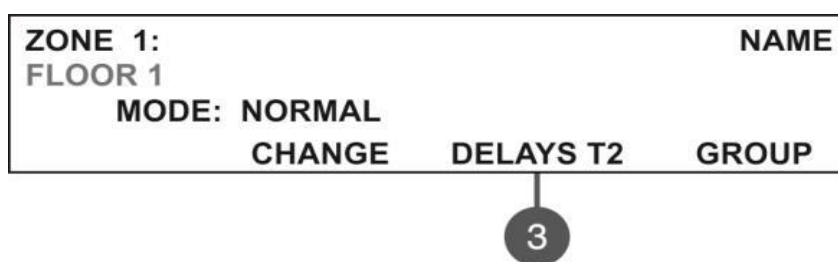 ZONE 1: NAME
FLOOR 1
MODE: NORMAL
CHANGE DELAYS T2 GROUP
3